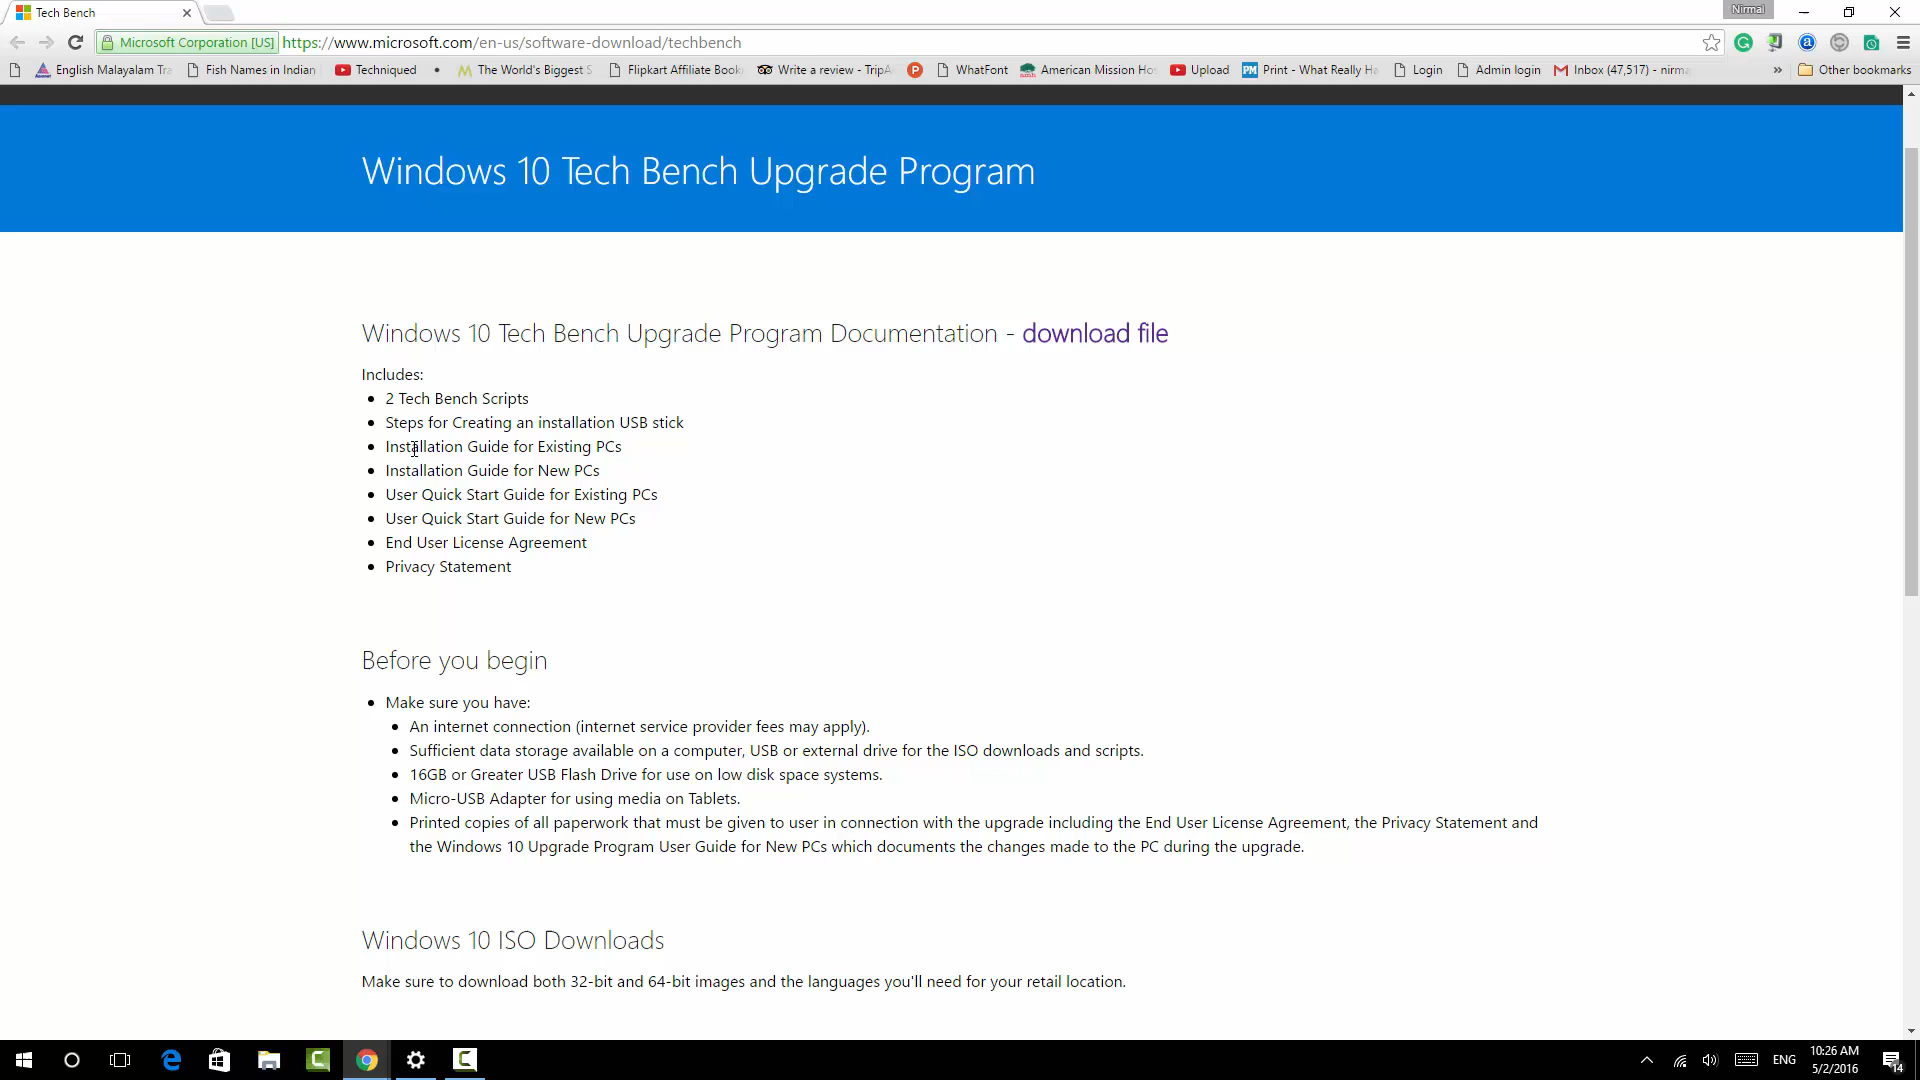 Tech Bench
Nirmal
Microsoft Corporation [US] https://www.microsoft.com/en-us/software-download/techbench
English Malayalam Tra Fish Names in Indian Techniqued The World's Biggest S Flipkart Affiliate Book Write a review - TripA WhatFont American Mission Ho Upload Print - What Really Ha Login Admin login Inbox (47,517) - nirma » Other bookmarks
Windows 10 Tech Bench Upgrade Program
Windows 10 Tech Bench Upgrade Program Documentation - download file
Includes:
2 Tech Bench Scripts
Steps for Creating an installation USB stick
Installation Guide for Existing PCs
Installation Guide for New PCs
User Quick Start Guide for Existing PCs
User Quick Start Guide for New PCs
End User License Agreement
Privacy Statement
Before you begin
Make sure you have:
An internet connection (internet service provider fees may apply).
Sufficient data storage available on a computer, USB or external drive for the ISO downloads and scripts.
16GB or Greater USB Flash Drive for use on low disk space systems.
Micro-USB Adapter for using media on Tablets.
Printed copies of all paperwork that must be given to user in connection with the upgrade including the End User License Agreement, the Privacy Statement and
the Windows 10 Upgrade Program User Guide for New PCs which documents the changes made to the PC during the upgrade.
Windows 10 ISO Downloads
Make sure to download both 32-bit and 64-bit images and the languages you'll need for your retail location.
ENG
10:26 AM
5/2/2016
14